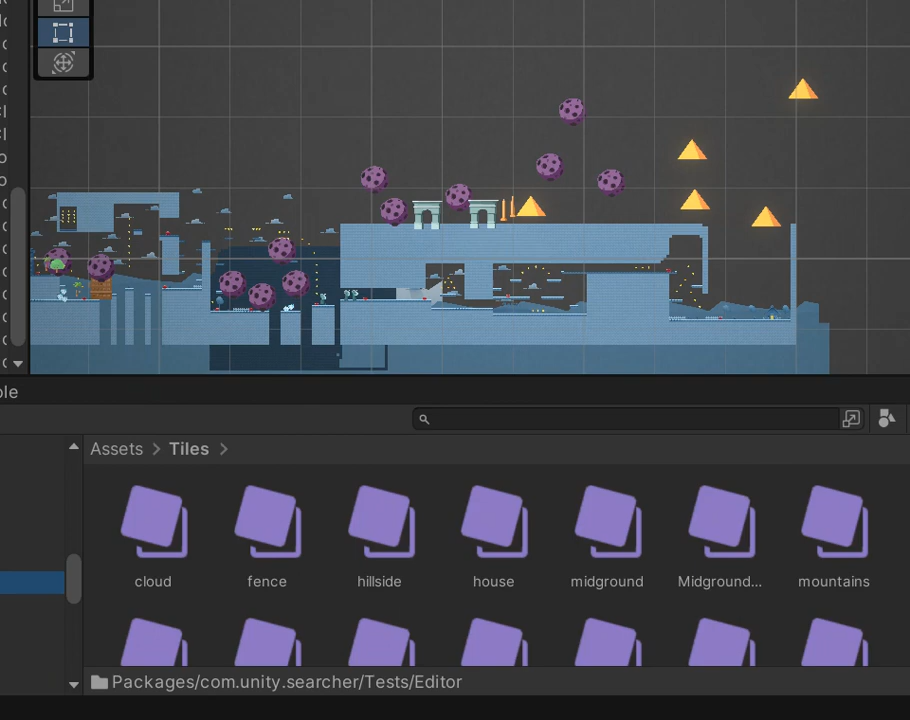 ole
Assets > Tiles >
cloud fence hillside house midground Midground... mountains
Packages/com.unity.searcher/Tests/Editor